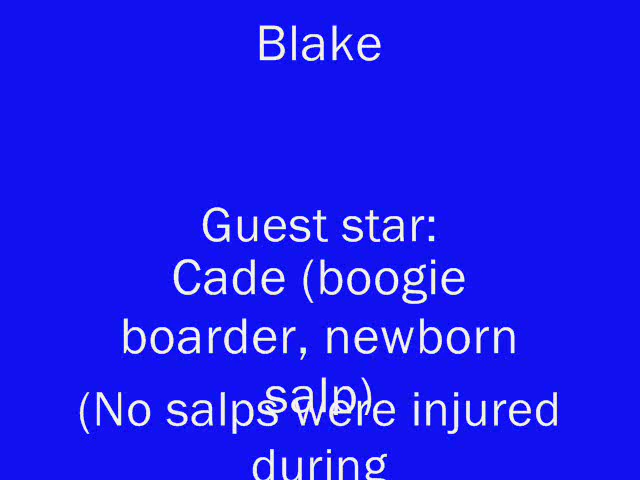 Blake
Guest star:
Cade (boogie
boarder, newborn
salp)
(No salps were injured
during